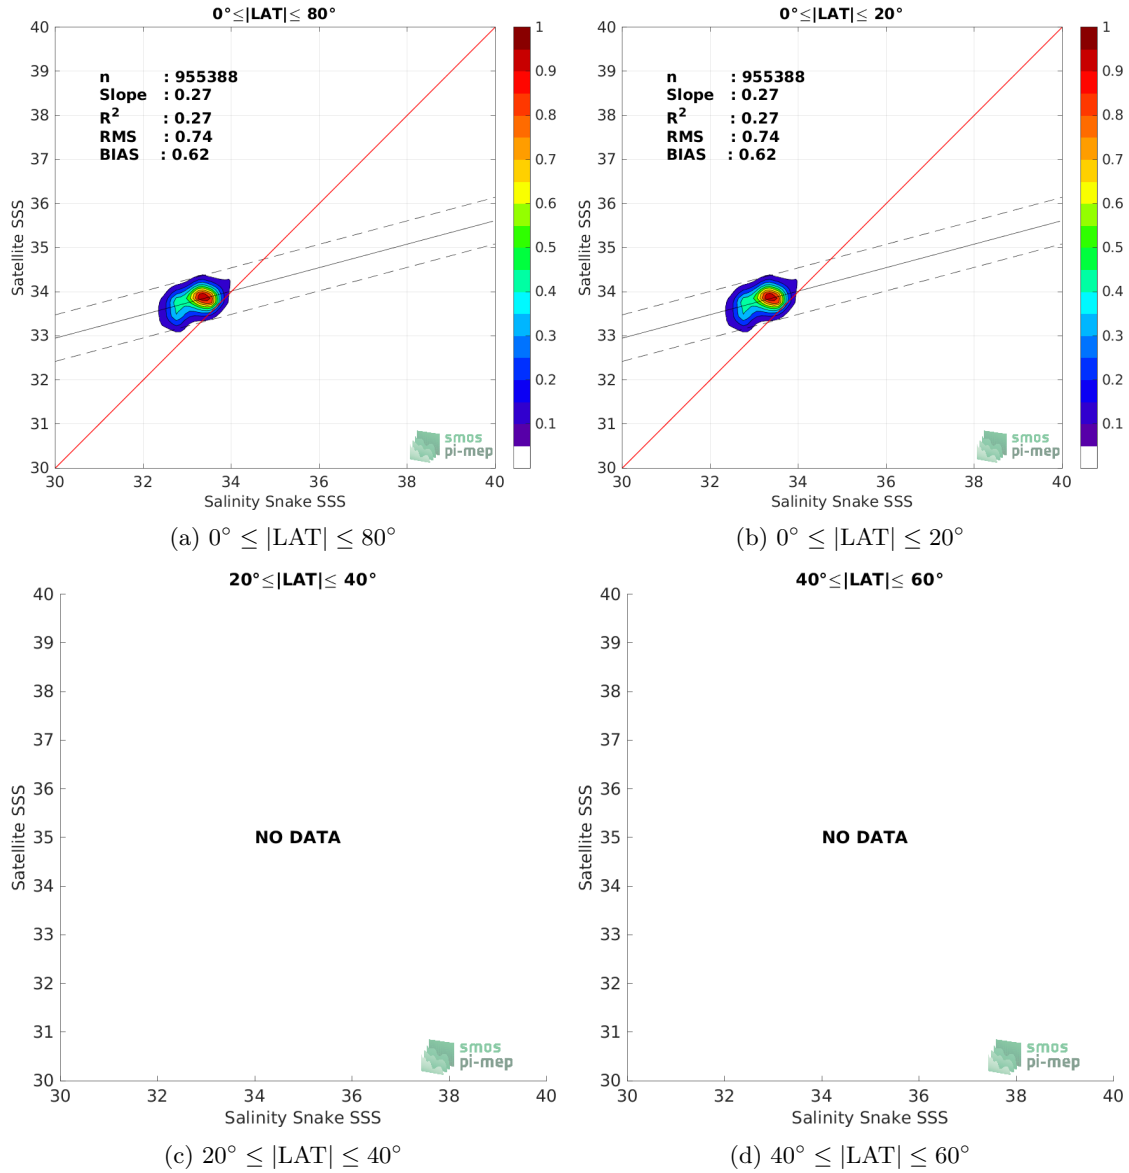 0°≤|LAT|≤ 80°
40
39
38
37
36
35
34
33
32
31
30
Satellite SSS
n : 955388
Slope : 0.27
R² : 0.27
RMS : 0.74
BIAS : 0.62
smos
pi-mep
30 32 34 36 38 40
Salinity Snake SSS
1
0.9
0.8
0.7
0.6
0.5
0.4
0.3
0.2
0.1
(a) 0° ≤ |LAT| ≤ 80°
0°≤|LAT|≤ 20°
40
39
38
37
36
35
34
33
32
31
30
Satellite SSS
n : 955388
Slope : 0.27
R² : 0.27
RMS : 0.74
BIAS : 0.62
smos
pi-mep
30 32 34 36 38 40
Salinity Snake SSS
1
0.9
0.8
0.7
0.6
0.5
0.4
0.3
0.2
0.1
(b) 0° ≤ |LAT| ≤ 20°
20°≤|LAT|≤ 40°
40
39
38
37
36
35
34
33
32
31
30
Satellite SSS
NO DATA
smos
pi-mep
30 32 34 36 38 40
Salinity Snake SSS
(c) 20° ≤ |LAT| ≤ 40°
40°≤|LAT|≤ 60°
40
39
38
37
36
35
34
33
32
31
30
Satellite SSS
NO DATA
smos
pi-mep
30 32 34 36 38 40
Salinity Snake SSS
(d) 40° ≤ |LAT| ≤ 60°